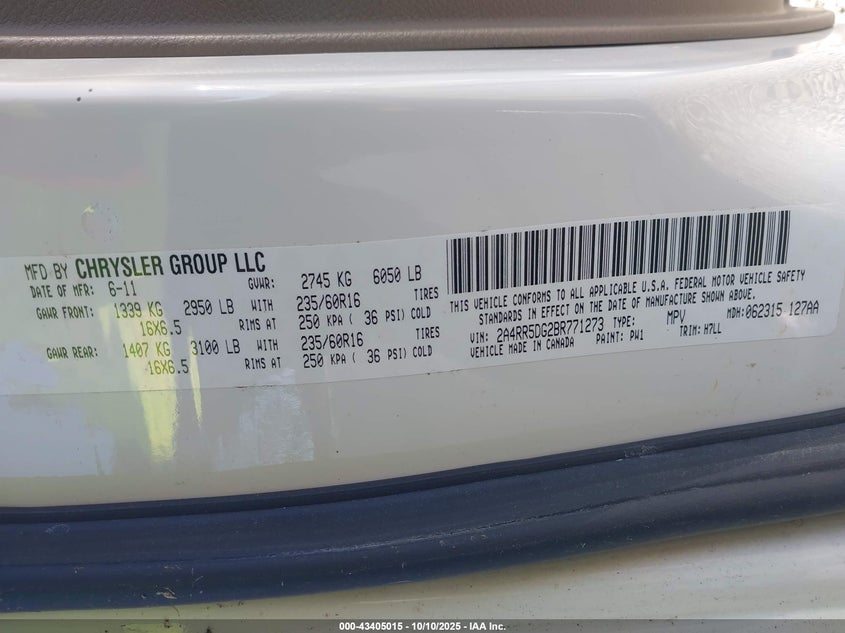 MFD BY CHRYSLER GROUP LLC
DATE OF MFR: 6-11 GVWR: 2745 KG 6050 LB
GAWR FRONT: 1339 KG 2950 LB WITH 235/60R16 TIRES
16X6.5 RIMS AT 250 KPA ( 36 PSI) COLD
GAWR REAR: 1407 KG 3100 LB WITH 235/60R16 TIRES
16X6.5 RIMS AT 250 KPA ( 36 PSI) COLD
THIS VEHICLE CONFORMS TO ALL APPLICABLE U.S.A. FEDERAL MOTOR VEHICLE SAFETY
STANDARDS IN EFFECT ON THE DATE OF MANUFACTURE SHOWN ABOVE.
VIN: 2A4RR5DG2BR771273 TYPE: MPV MDH:062315 127AA
VEHICLE MADE IN CANADA PAINT: PW1 TRIM: H7LL
000-43405015 - 10/10/2025 - IAA Inc.